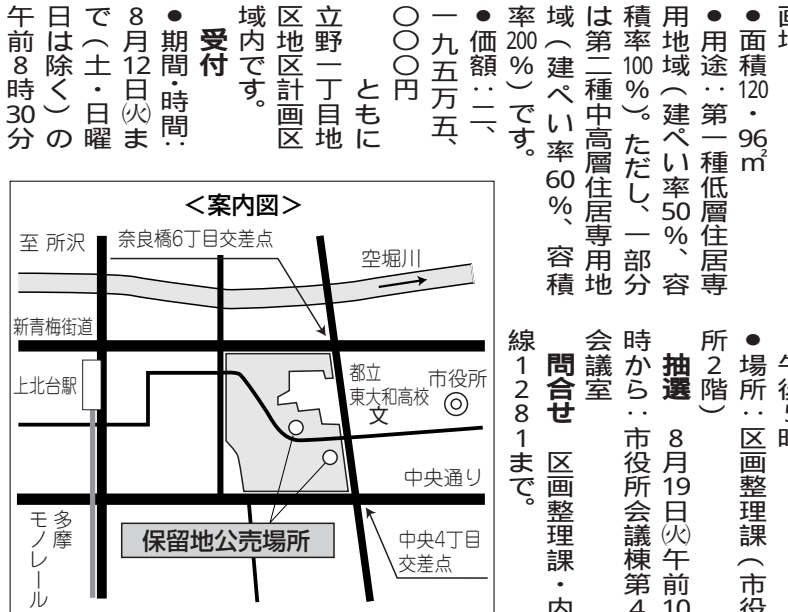 ●面積120・96㎡
●用途：第一種低層住居専
用地域（建ぺい率50％、容
積率100％）。ただし、一部分
は第二種中高層住居専用地
域（建ぺい率60％、容積
率200％）です。
●価額：二、
一九五万五、
〇〇〇円
ともに
立野一丁目地
区地区計画区
域内です。
受付
●期間・時間：
8月12日㈫ま
で（土・日曜
日は除く）の
午前8時30分
●場所：区画整理課（市役
所2階）
抽選 8月19日㈫午前10
時から：市役所会議棟第4
会議室
問合せ 区画整理課・内
線1281まで。
＜案内図＞
至 所沢
奈良橋6丁目交差点
空堀川
新青梅街道
上北台駅
都立
東大和高校
文
市役所
中央通り
保留地公売場所
中央4丁目
交差点
多摩
モノレール